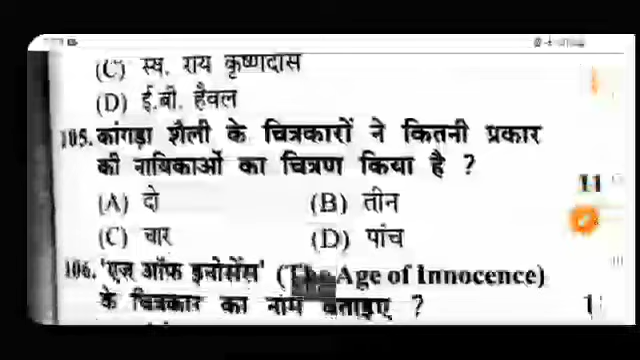 (C) स्व. राय कृष्णदास
(D) ई.बी. हैवल
105. कांगड़ा शैली के चित्रकारों ने कितनी प्रकार
की नायिकाओं का चित्रण किया है ?
(A) दो (B) तीन
(C) चार (D) पांच
11
106. 'एज ऑफ इनोसेंस' (The Age of Innocence)
के चित्रकार का नाम बताइए ?